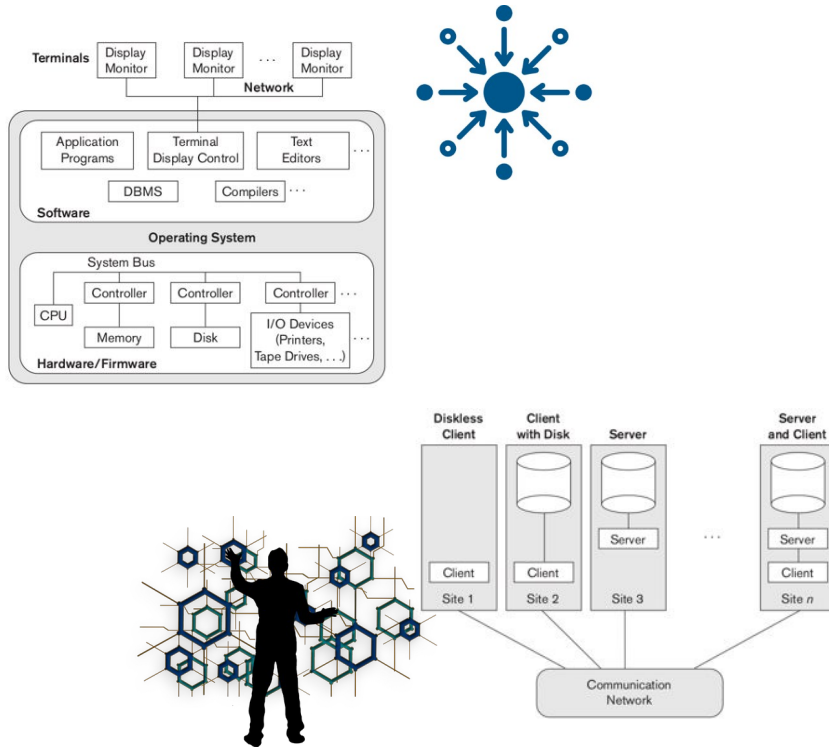 Terminals
Display
Monitor
Display
Monitor
...
Display
Monitor
Network
Application
Programs
Terminal
Display Control
Text
Editors
...
DBMS
Compilers
...
Software
Operating System
System Bus
Controller
Controller
Controller
...
CPU
Memory
Disk
I/O Devices
(Printers,
Tape Drives, . . .)
...
Hardware/Firmware
Diskless
Client
Client
with Disk
Server
Server
and Client
Server
...
Server
Client
Client
Client
Site 1
Site 2
Site 3
Site n
Communication
Network